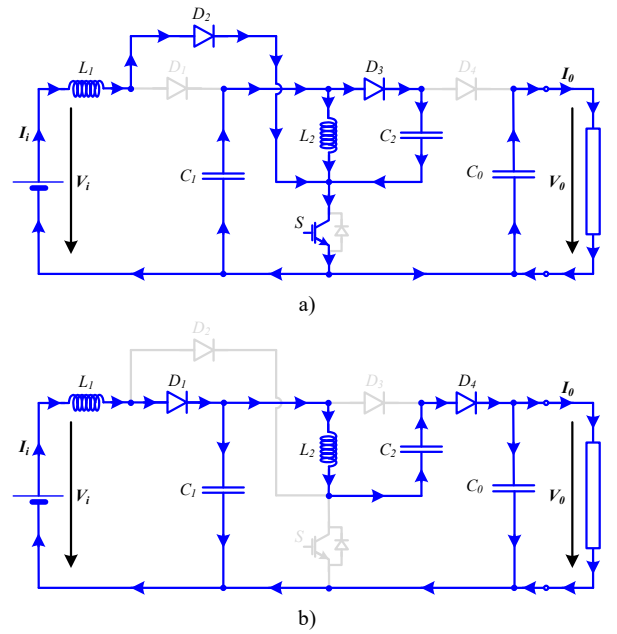 D₂
L₁
D₁
D₃
D₄
I₀
Iᵢ
Vᵢ
C₁
L₂
C₂
C₀
V₀
S
a)
D₂
L₁
D₁
D₃
D₄
I₀
Iᵢ
Vᵢ
C₁
L₂
C₂
C₀
V₀
S
b)